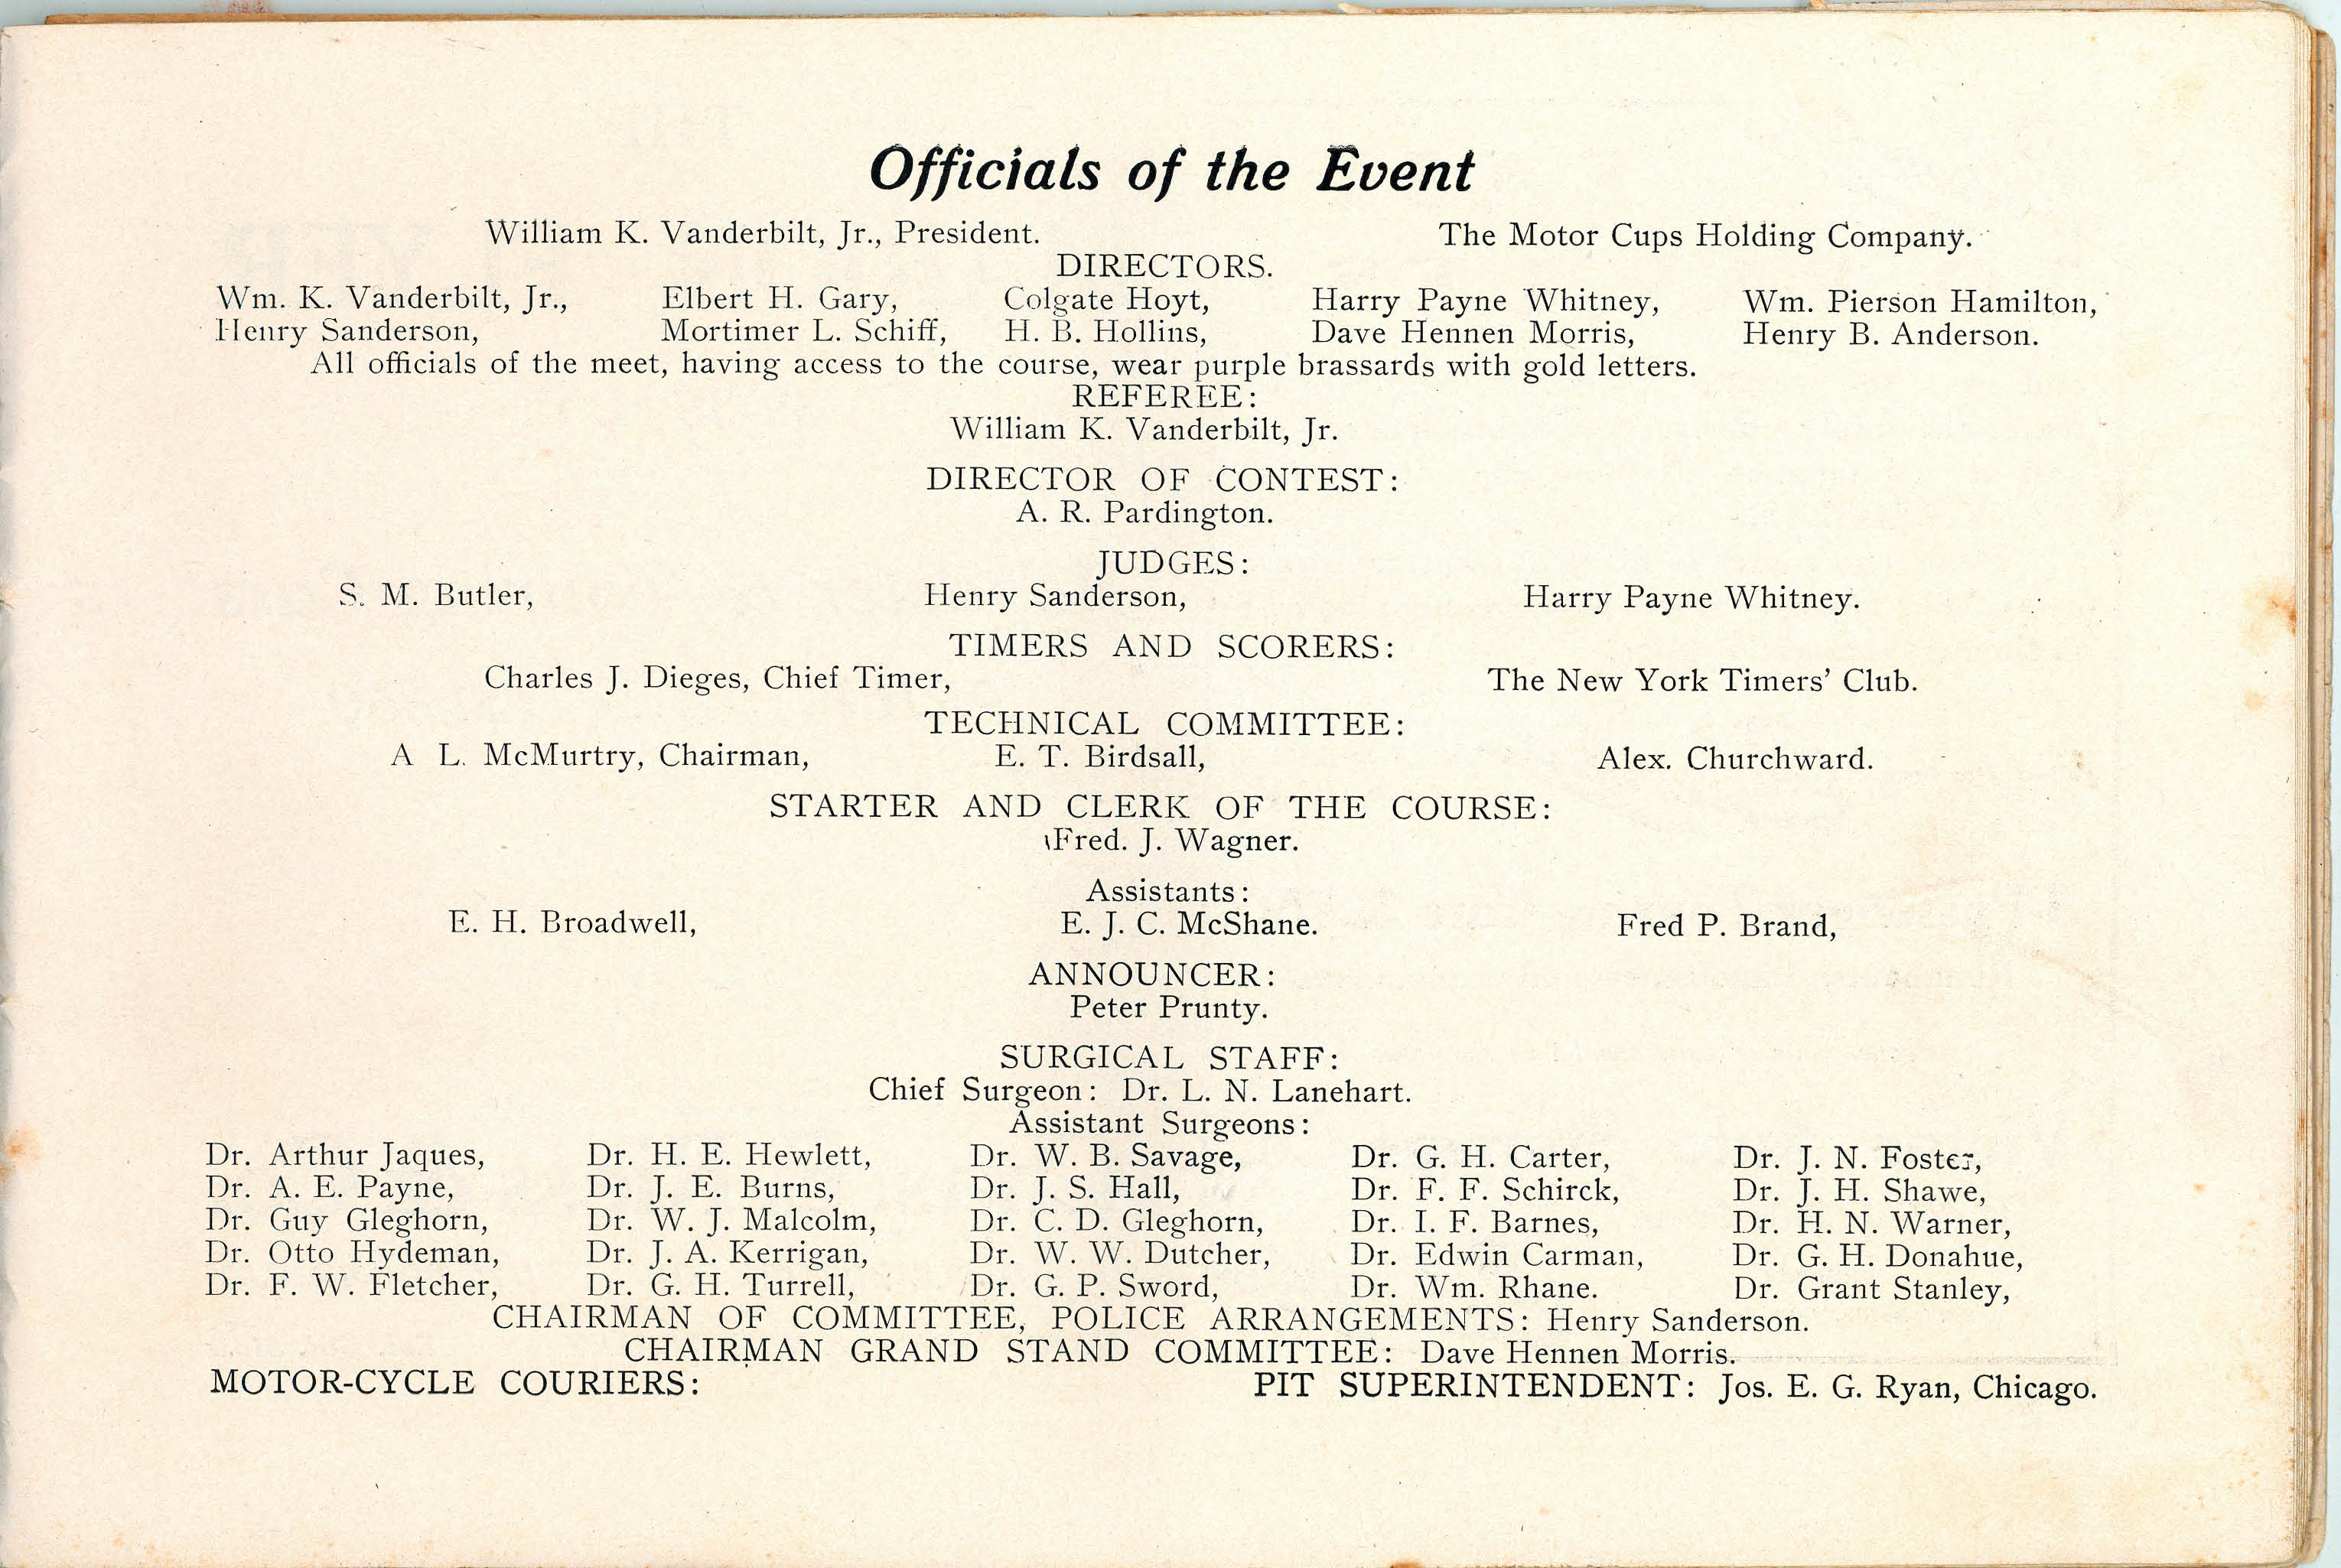 Officials of the Event
William K. Vanderbilt, Jr., President. The Motor Cups Holding Company.
DIRECTORS.
Wm. K. Vanderbilt, Jr., Elbert H. Gary, Colgate Hoyt, Harry Payne Whitney, Wm. Pierson Hamilton,
Henry Sanderson, Mortimer L. Schiff, H. B. Hollins, Dave Hennen Morris, Henry B. Anderson.
All officials of the meet, having access to the course, wear purple brassards with gold letters.
REFEREE:
William K. Vanderbilt, Jr.
DIRECTOR OF CONTEST:
A. R. Pardington.
JUDGES:
S. M. Butler, Henry Sanderson, Harry Payne Whitney.
TIMERS AND SCORERS:
Charles J. Dieges, Chief Timer, The New York Timers' Club.
TECHNICAL COMMITTEE:
A L. McMurtry, Chairman, E. T. Birdsall, Alex. Churchward.
STARTER AND CLERK OF THE COURSE:
Fred. J. Wagner.
Assistants:
E. H. Broadwell, E. J. C. McShane. Fred P. Brand,
ANNOUNCER:
Peter Prunty.
SURGICAL STAFF:
Chief Surgeon: Dr. L. N. Lanehart.
Assistant Surgeons:
Dr. Arthur Jaques, Dr. H. E. Hewlett, Dr. W. B. Savage, Dr. G. H. Carter, Dr. J. N. Foster,
Dr. A. E. Payne, Dr. J. E. Burns, Dr. J. S. Hall, Dr. F. F. Schirck, Dr. J. H. Shawe,
Dr. Guy Gleghorn, Dr. W. J. Malcolm, Dr. C. D. Gleghorn, Dr. I. F. Barnes, Dr. H. N. Warner,
Dr. Otto Hydeman, Dr. J. A. Kerrigan, Dr. W. W. Dutcher, Dr. Edwin Carman, Dr. G. H. Donahue,
Dr. F. W. Fletcher, Dr. G. H. Turrell, Dr. G. P. Sword, Dr. Wm. Rhane. Dr. Grant Stanley,
CHAIRMAN OF COMMITTEE, POLICE ARRANGEMENTS: Henry Sanderson.
CHAIRMAN GRAND STAND COMMITTEE: Dave Hennen Morris.
MOTOR-CYCLE COURIERS: PIT SUPERINTENDENT: Jos. E. G. Ryan, Chicago.